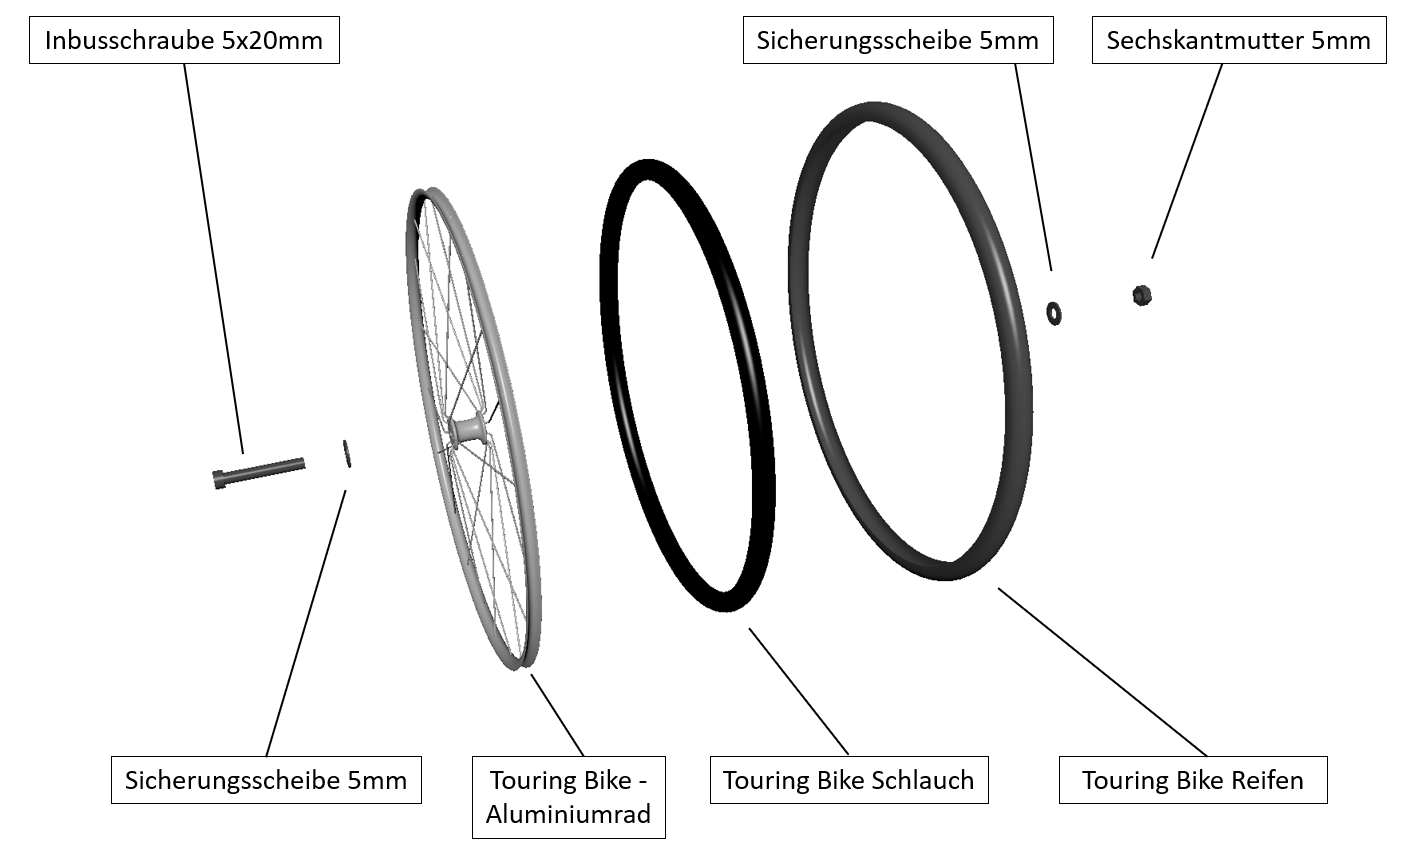 Inbusschraube 5x20mm
Sicherungsscheibe 5mm
Sechskantmutter 5mm
Sicherungsscheibe 5mm
Touring Bike -
Aluminiumrad
Touring Bike Schlauch
Touring Bike Reifen